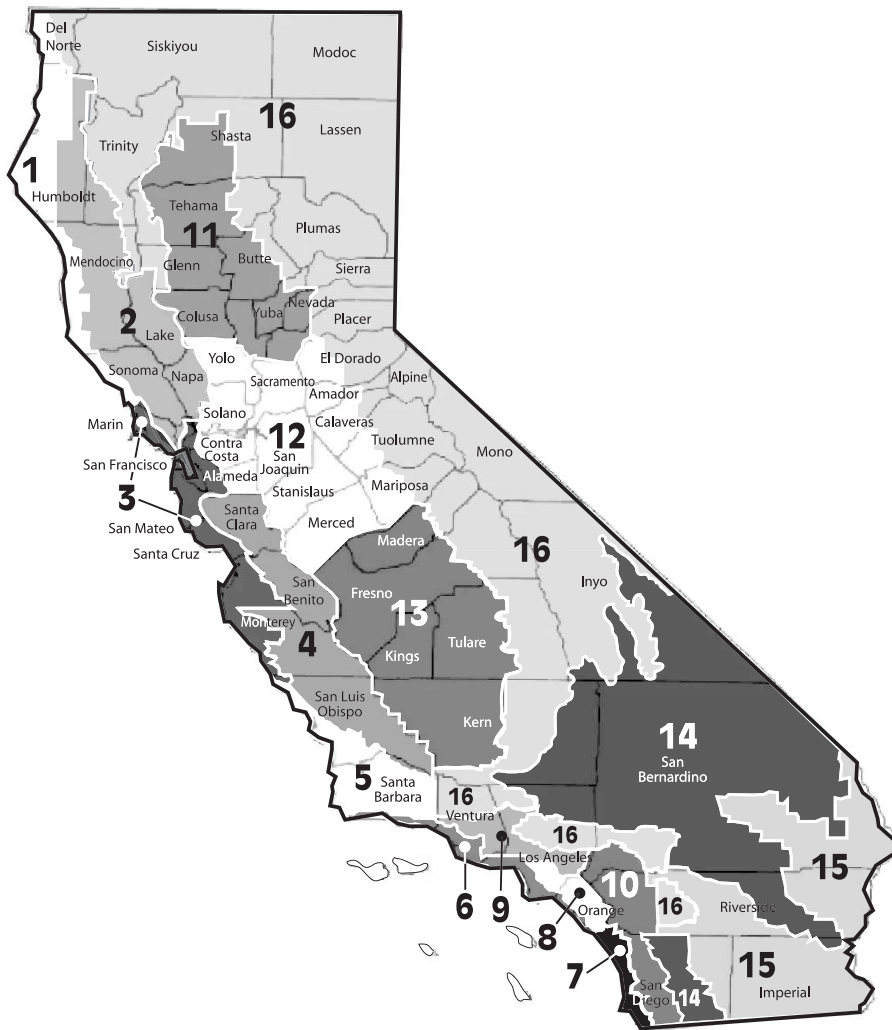 Del
Norte
Siskiyou
Modoc
16
Shasta
Lassen
Trinity
1
Humboldt
Tehama
11
Plumas
Mendocino
Glenn
Butte
Sierra
Colusa
Yuba
Nevada
Placer
2
Lake
Yolo
El Dorado
Sonoma
Napa
Sacramento
Alpine
Amador
Marin
Solano
Calaveras
Contra
Costa
12
San
Joaquin
Tuolumne
Mono
San Francisco
Alameda
3
Stanislaus
Mariposa
San Mateo
Santa
Clara
Merced
Santa Cruz
Madera
16
Inyo
San
Benito
Fresno
13
Monterey
4
Kings
Tulare
San Luis
Obispo
Kern
14
San
Bernardino
5
Santa
Barbara
16
Ventura
16
Los Angeles
15
6
9
10
Orange
16
Riverside
8
7
San
Diego
14
15
Imperial